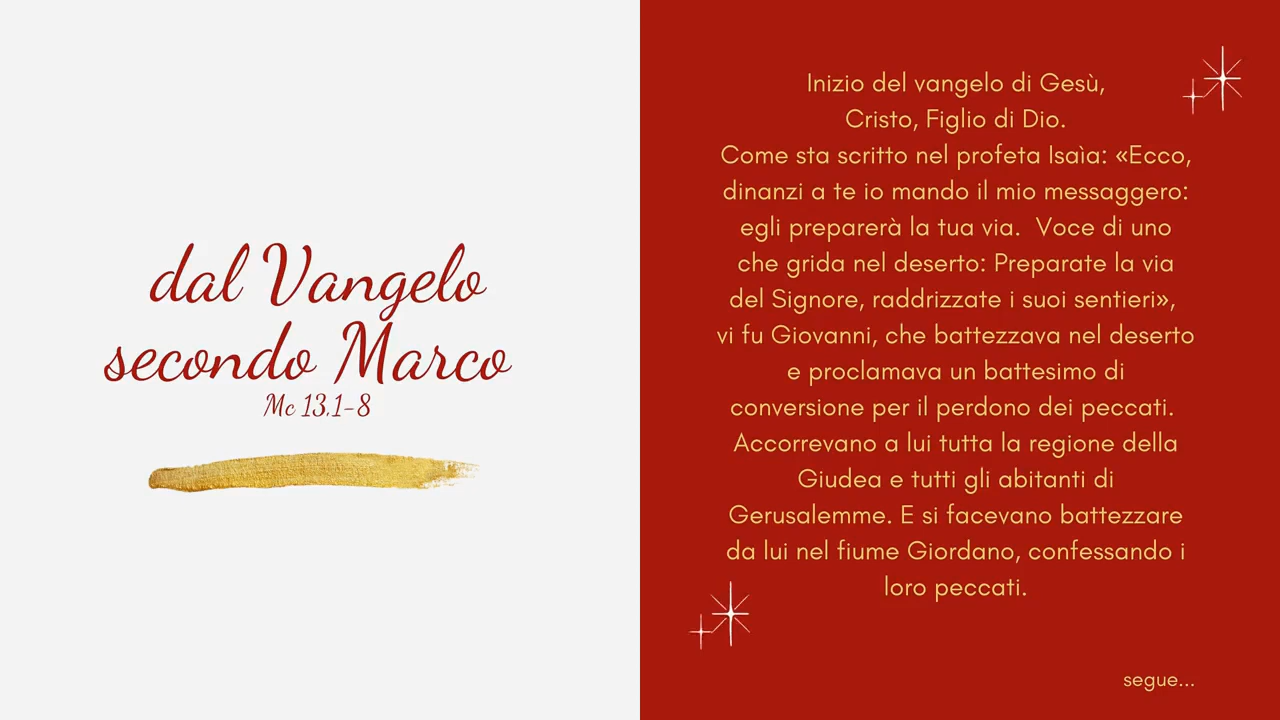 dal Vangelo
secondo Marco
Mc 13,1-8
Inizio del vangelo di Gesù,
Cristo, Figlio di Dio.
Come sta scritto nel profeta Isaìa: «Ecco,
dinanzi a te io mando il mio messaggero:
egli preparerà la tua via.  Voce di uno
che grida nel deserto: Preparate la via
del Signore, raddrizzate i suoi sentieri»,
vi fu Giovanni, che battezzava nel deserto
e proclamava un battesimo di
conversione per il perdono dei peccati.
Accorrevano a lui tutta la regione della
Giudea e tutti gli abitanti di
Gerusalemme. E si facevano battezzare
da lui nel fiume Giordano, confessando i
loro peccati.
segue...